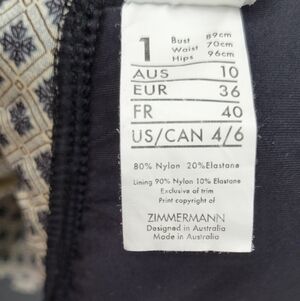 1 Bust 89cm
Waist 70cm
Hips 96cm
AUS 10
EUR 36
FR 40
US/CAN 4/6
80% Nylon 20% Elastane
Lining 90% Nylon 10% Elastane
Exclusive of trim
Print copyright of
ZIMMERMANN
Designed in Australia
Made in Australia